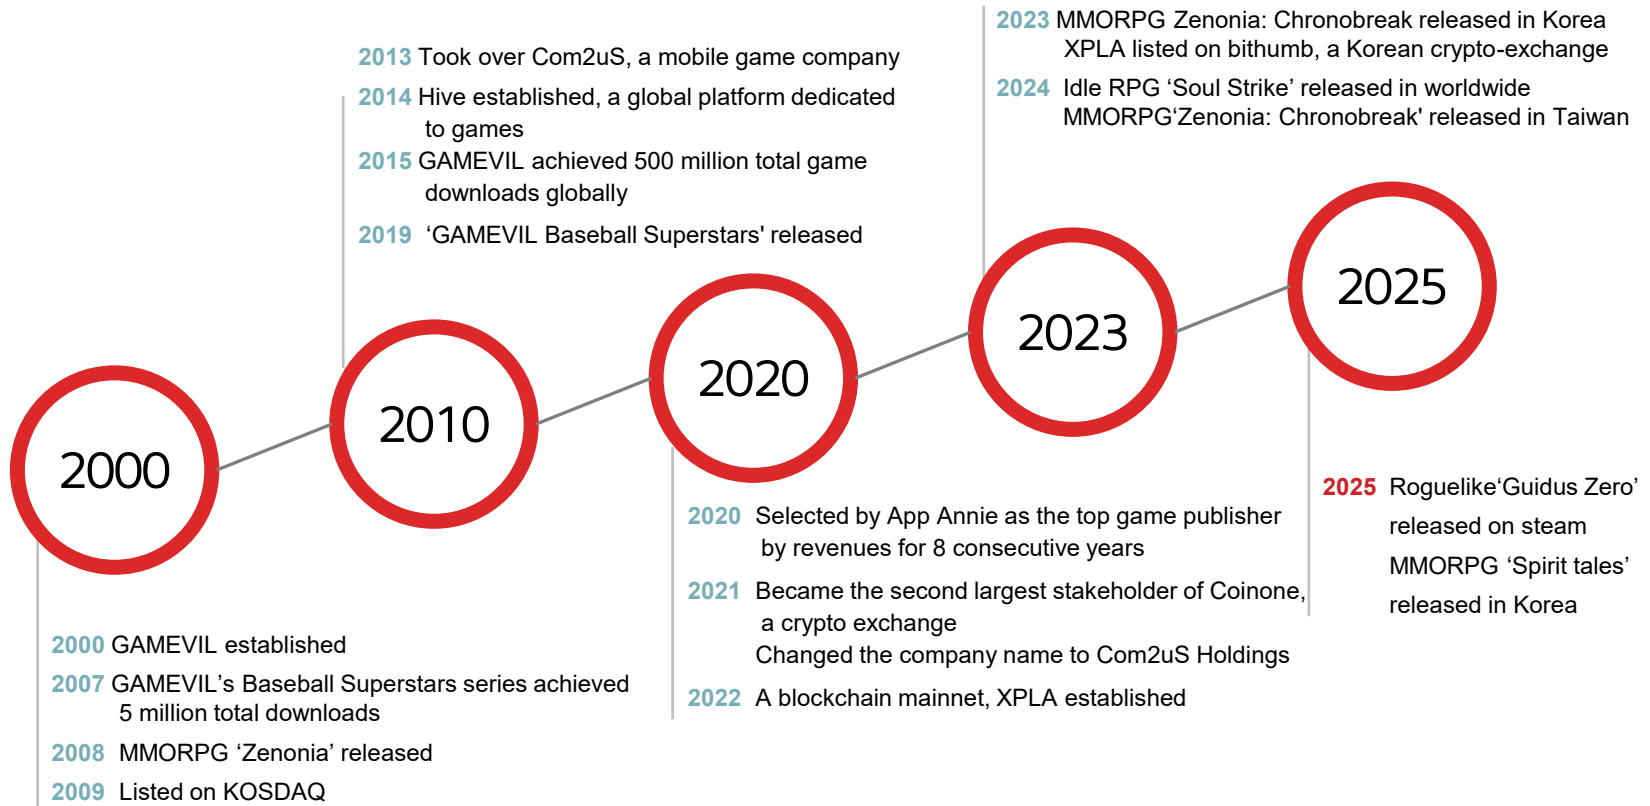 2000
2000 GAMEVIL established
2007 GAMEVIL's Baseball Superstars series achieved
5 million total downloads
2008 MMORPG ‘Zenonia’ released
2009 Listed on KOSDAQ
2010
2013 Took over Com2uS, a mobile game company
2014 Hive established, a global platform dedicated
to games
2015 GAMEVIL achieved 500 million total game
downloads globally
2019 ‘GAMEVIL Baseball Superstars' released
2020
2020 Selected by App Annie as the top game publisher
by revenues for 8 consecutive years
2021 Became the second largest stakeholder of Coinone,
a crypto exchange
Changed the company name to Com2uS Holdings
2022 A blockchain mainnet, XPLA established
2023
2023 MMORPG Zenonia: Chronobreak released in Korea
XPLA listed on bithumb, a Korean crypto-exchange
2024 Idle RPG ‘Soul Strike’ released in worldwide
MMORPG‘Zenonia: Chronobreak' released in Taiwan
2025
2025 Roguelike‘Guidus Zero’
released on steam
MMORPG ‘Spirit tales’
released in Korea